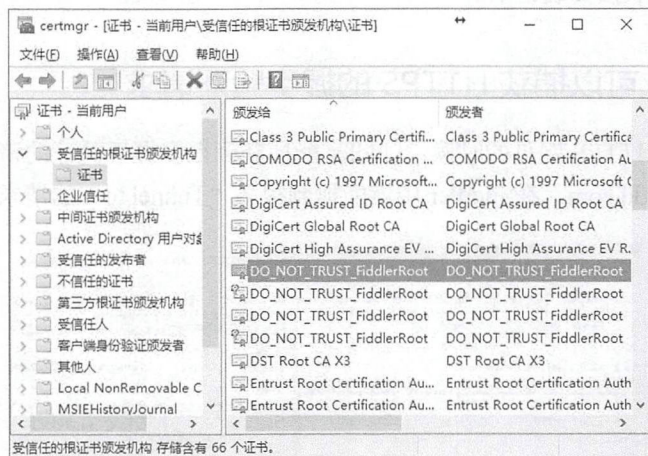 certmgr - [证书 - 当前用户\受信任的根证书颁发机构\证书]
文件(F) 操作(A) 查看(V) 帮助(H)
证书 - 当前用户
个人
受信任的根证书颁发机构
证书
企业信任
中间证书颁发机构
Active Directory 用户对象
受信任的发布者
不信任的证书
第三方根证书颁发机构
受信任人
客户端身份验证颁发者
其他人
Local NonRemovable C
MSIEHistoryJournal
颁发给 颁发者
Class 3 Public Primary Certifi... Class 3 Public Primary Certifica
COMODO RSA Certification ... COMODO RSA Certification Au
Copyright (c) 1997 Microsoft... Copyright (c) 1997 Microsoft C
DigiCert Assured ID Root CA DigiCert Assured ID Root CA
DigiCert Global Root CA DigiCert Global Root CA
DigiCert High Assurance EV ... DigiCert High Assurance EV R
DO_NOT_TRUST_FiddlerRoot DO_NOT_TRUST_FiddlerRoot
DO_NOT_TRUST_FiddlerRoot DO_NOT_TRUST_FiddlerRoot
DO_NOT_TRUST_FiddlerRoot DO_NOT_TRUST_FiddlerRoot
DO_NOT_TRUST_FiddlerRoot DO_NOT_TRUST_FiddlerRoot
DST Root CA X3 DST Root CA X3
Entrust Root Certification Au... Entrust Root Certification Auth
Entrust Root Certification Au... Entrust Root Certification Auth
受信任的根证书颁发机构 存储含有 66 个证书。